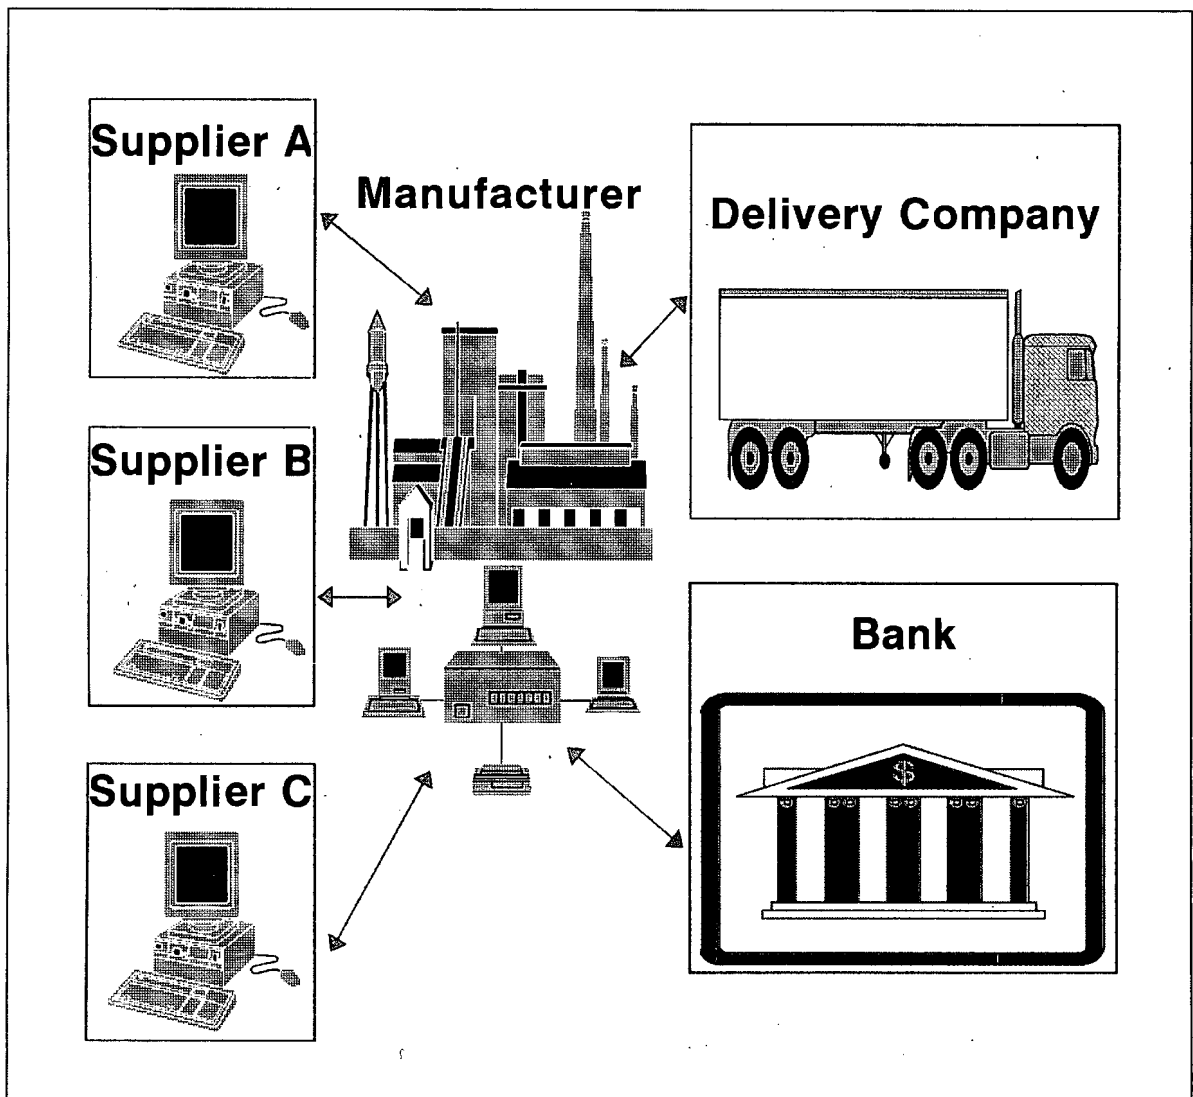 Supplier A
Manufacturer
Delivery Company
Supplier B
Bank
Supplier C
$